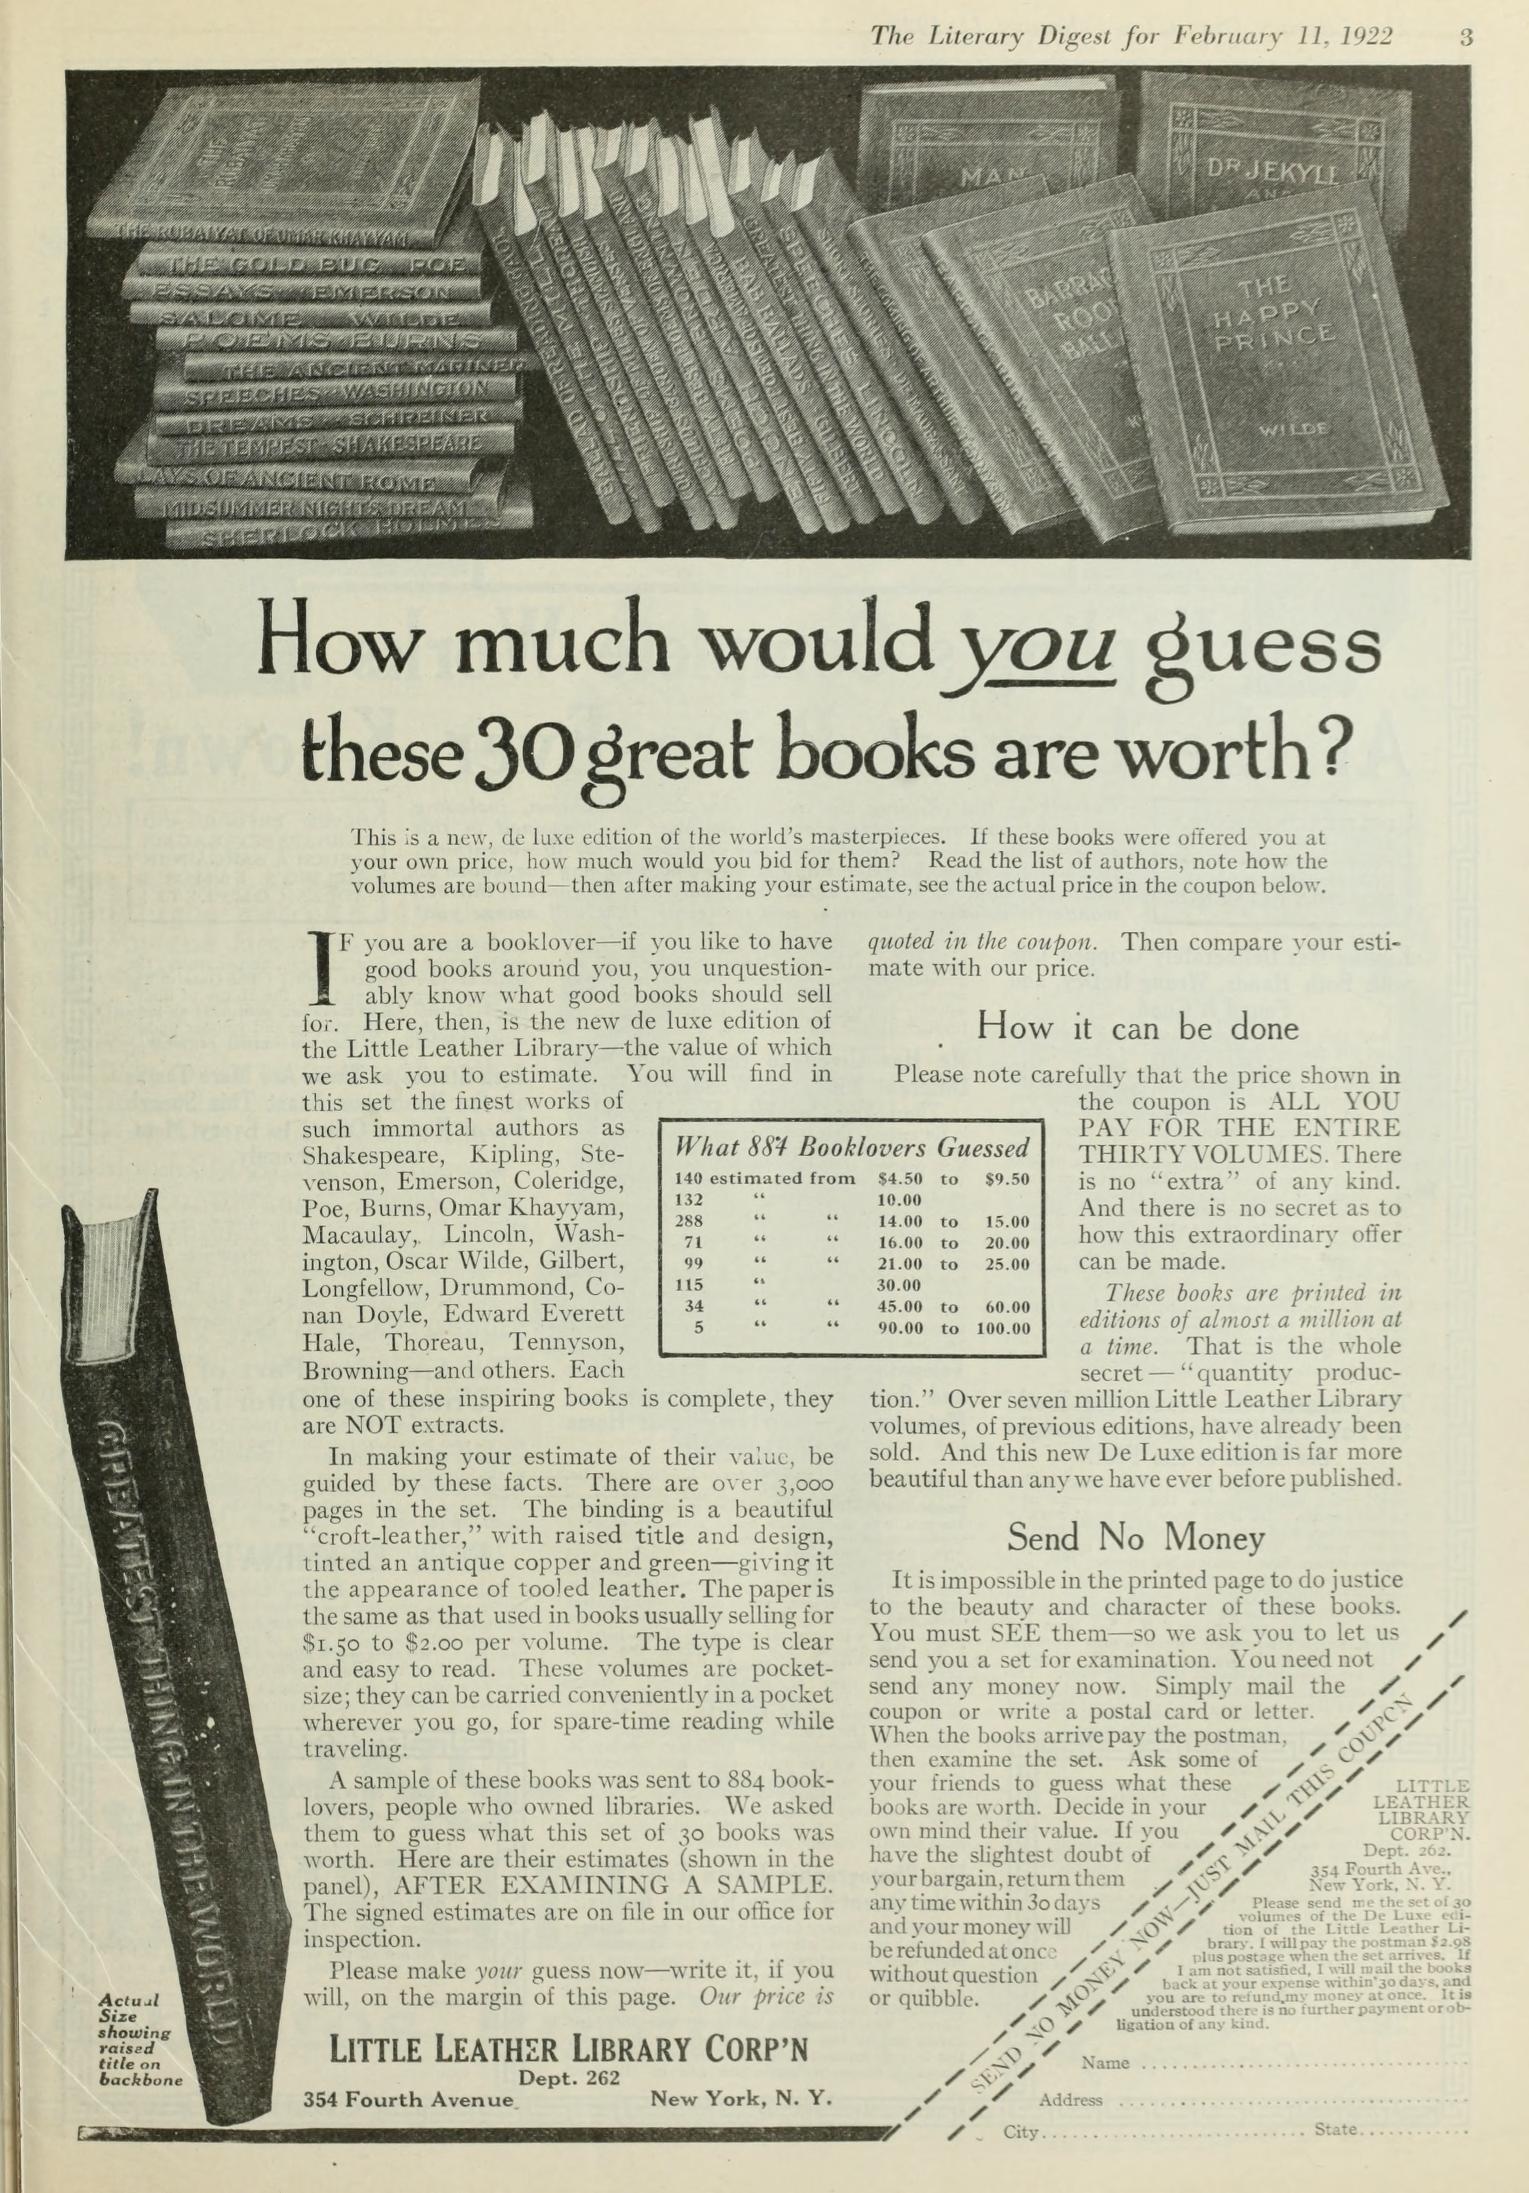 The Literary Digest for February 11, 1922 3
THE RUBAIYAT OF OMAR KHAYYAM
THE GOLD BUG POE
ESSAYS EMERSON
SALOME WILDE
POEMS BURNS
THE ANCIENT MARINER
SPEECHES WASHINGTON
DREAMS SCHREINER
THE TEMPEST SHAKESPEARE
LAYS OF ANCIENT ROME
MIDSUMMER NIGHT'S DREAM
SHERLOCK HOLMES
BAB BALLADS GILBERT
GREATEST THING IN THE WORLD
SPEECHES LINCOLN
SHORT STORIES DE MAUPASSANT
MAN
DR JEKYLL
AND
BARRAC
ROO
BALL
THE
HAPPY
PRINCE
WILDE
How much would you guess
these 30 great books are worth?
This is a new, de luxe edition of the world's masterpieces. If these books were offered you at
your own price, how much would you bid for them? Read the list of authors, note how the
volumes are bound—then after making your estimate, see the actual price in the coupon below.
IF you are a booklover—if you like to have
good books around you, you unquestion-
ably know what good books should sell
for. Here, then, is the new de luxe edition of
the Little Leather Library—the value of which
we ask you to estimate. You will find in
this set the finest works of
such immortal authors as
Shakespeare, Kipling, Ste-
venson, Emerson, Coleridge,
Poe, Burns, Omar Khayyam,
Macaulay, Lincoln, Wash-
ington, Oscar Wilde, Gilbert,
Longfellow, Drummond, Co-
nan Doyle, Edward Everett
Hale, Thoreau, Tennyson,
Browning—and others. Each
one of these inspiring books is complete, they
are NOT extracts.
In making your estimate of their value, be
guided by these facts. There are over 3,000
pages in the set. The binding is a beautiful
"croft-leather," with raised title and design,
tinted an antique copper and green—giving it
the appearance of tooled leather. The paper is
the same as that used in books usually selling for
$1.50 to $2.00 per volume. The type is clear
and easy to read. These volumes are pocket-
size; they can be carried conveniently in a pocket
wherever you go, for spare-time reading while
traveling.
A sample of these books was sent to 884 book-
lovers, people who owned libraries. We asked
them to guess what this set of 30 books was
worth. Here are their estimates (shown in the
panel), AFTER EXAMINING A SAMPLE.
The signed estimates are on file in our office for
inspection.
Please make your guess now—write it, if you
will, on the margin of this page. Our price is
quoted in the coupon. Then compare your esti-
mate with our price.
What 884 Booklovers Guessed
140 estimated from $4.50 to $9.50
132 " 10.00
288 " " 14.00 to 15.00
71 " " 16.00 to 20.00
99 " " 21.00 to 25.00
115 " 30.00
34 " " 45.00 to 60.00
5 " " 90.00 to 100.00
How it can be done
Please note carefully that the price shown in
the coupon is ALL YOU
PAY FOR THE ENTIRE
THIRTY VOLUMES. There
is no "extra" of any kind.
And there is no secret as to
how this extraordinary offer
can be made.
These books are printed in
editions of almost a million at
a time. That is the whole
secret—"quantity produc-
tion." Over seven million Little Leather Library
volumes, of previous editions, have already been
sold. And this new De Luxe edition is far more
beautiful than any we have ever before published.
Send No Money
It is impossible in the printed page to do justice
to the beauty and character of these books.
You must SEE them—so we ask you to let us
send you a set for examination. You need not
send any money now. Simply mail the
coupon or write a postal card or letter.
When the books arrive pay the postman,
then examine the set. Ask some of
your friends to guess what these
books are worth. Decide in your
own mind their value. If you
have the slightest doubt of
your bargain, return them
any time within 30 days
and your money will
be refunded at once
without question
or quibble.
GREATEST THING IN THE WORLD
Actual
Size
showing
raised
title on
backbone
LITTLE LEATHER LIBRARY CORP'N
Dept. 262
354 Fourth Avenue New York, N. Y.
SEND NO MONEY NOW—JUST MAIL THIS COUPON
LITTLE
LEATHER
LIBRARY
CORP'N.
Dept. 262.
354 Fourth Ave.,
New York, N. Y.
Please send me the set of 30
volumes of the De Luxe edi-
tion of the Little Leather Li-
brary. I will pay the postman $2.98
plus postage when the set arrives. If
I am not satisfied, I will mail the books
back at your expense within 30 days, and
you are to refund my money at once. It is
understood there is no further payment or ob-
ligation of any kind.
Name
Address
City State